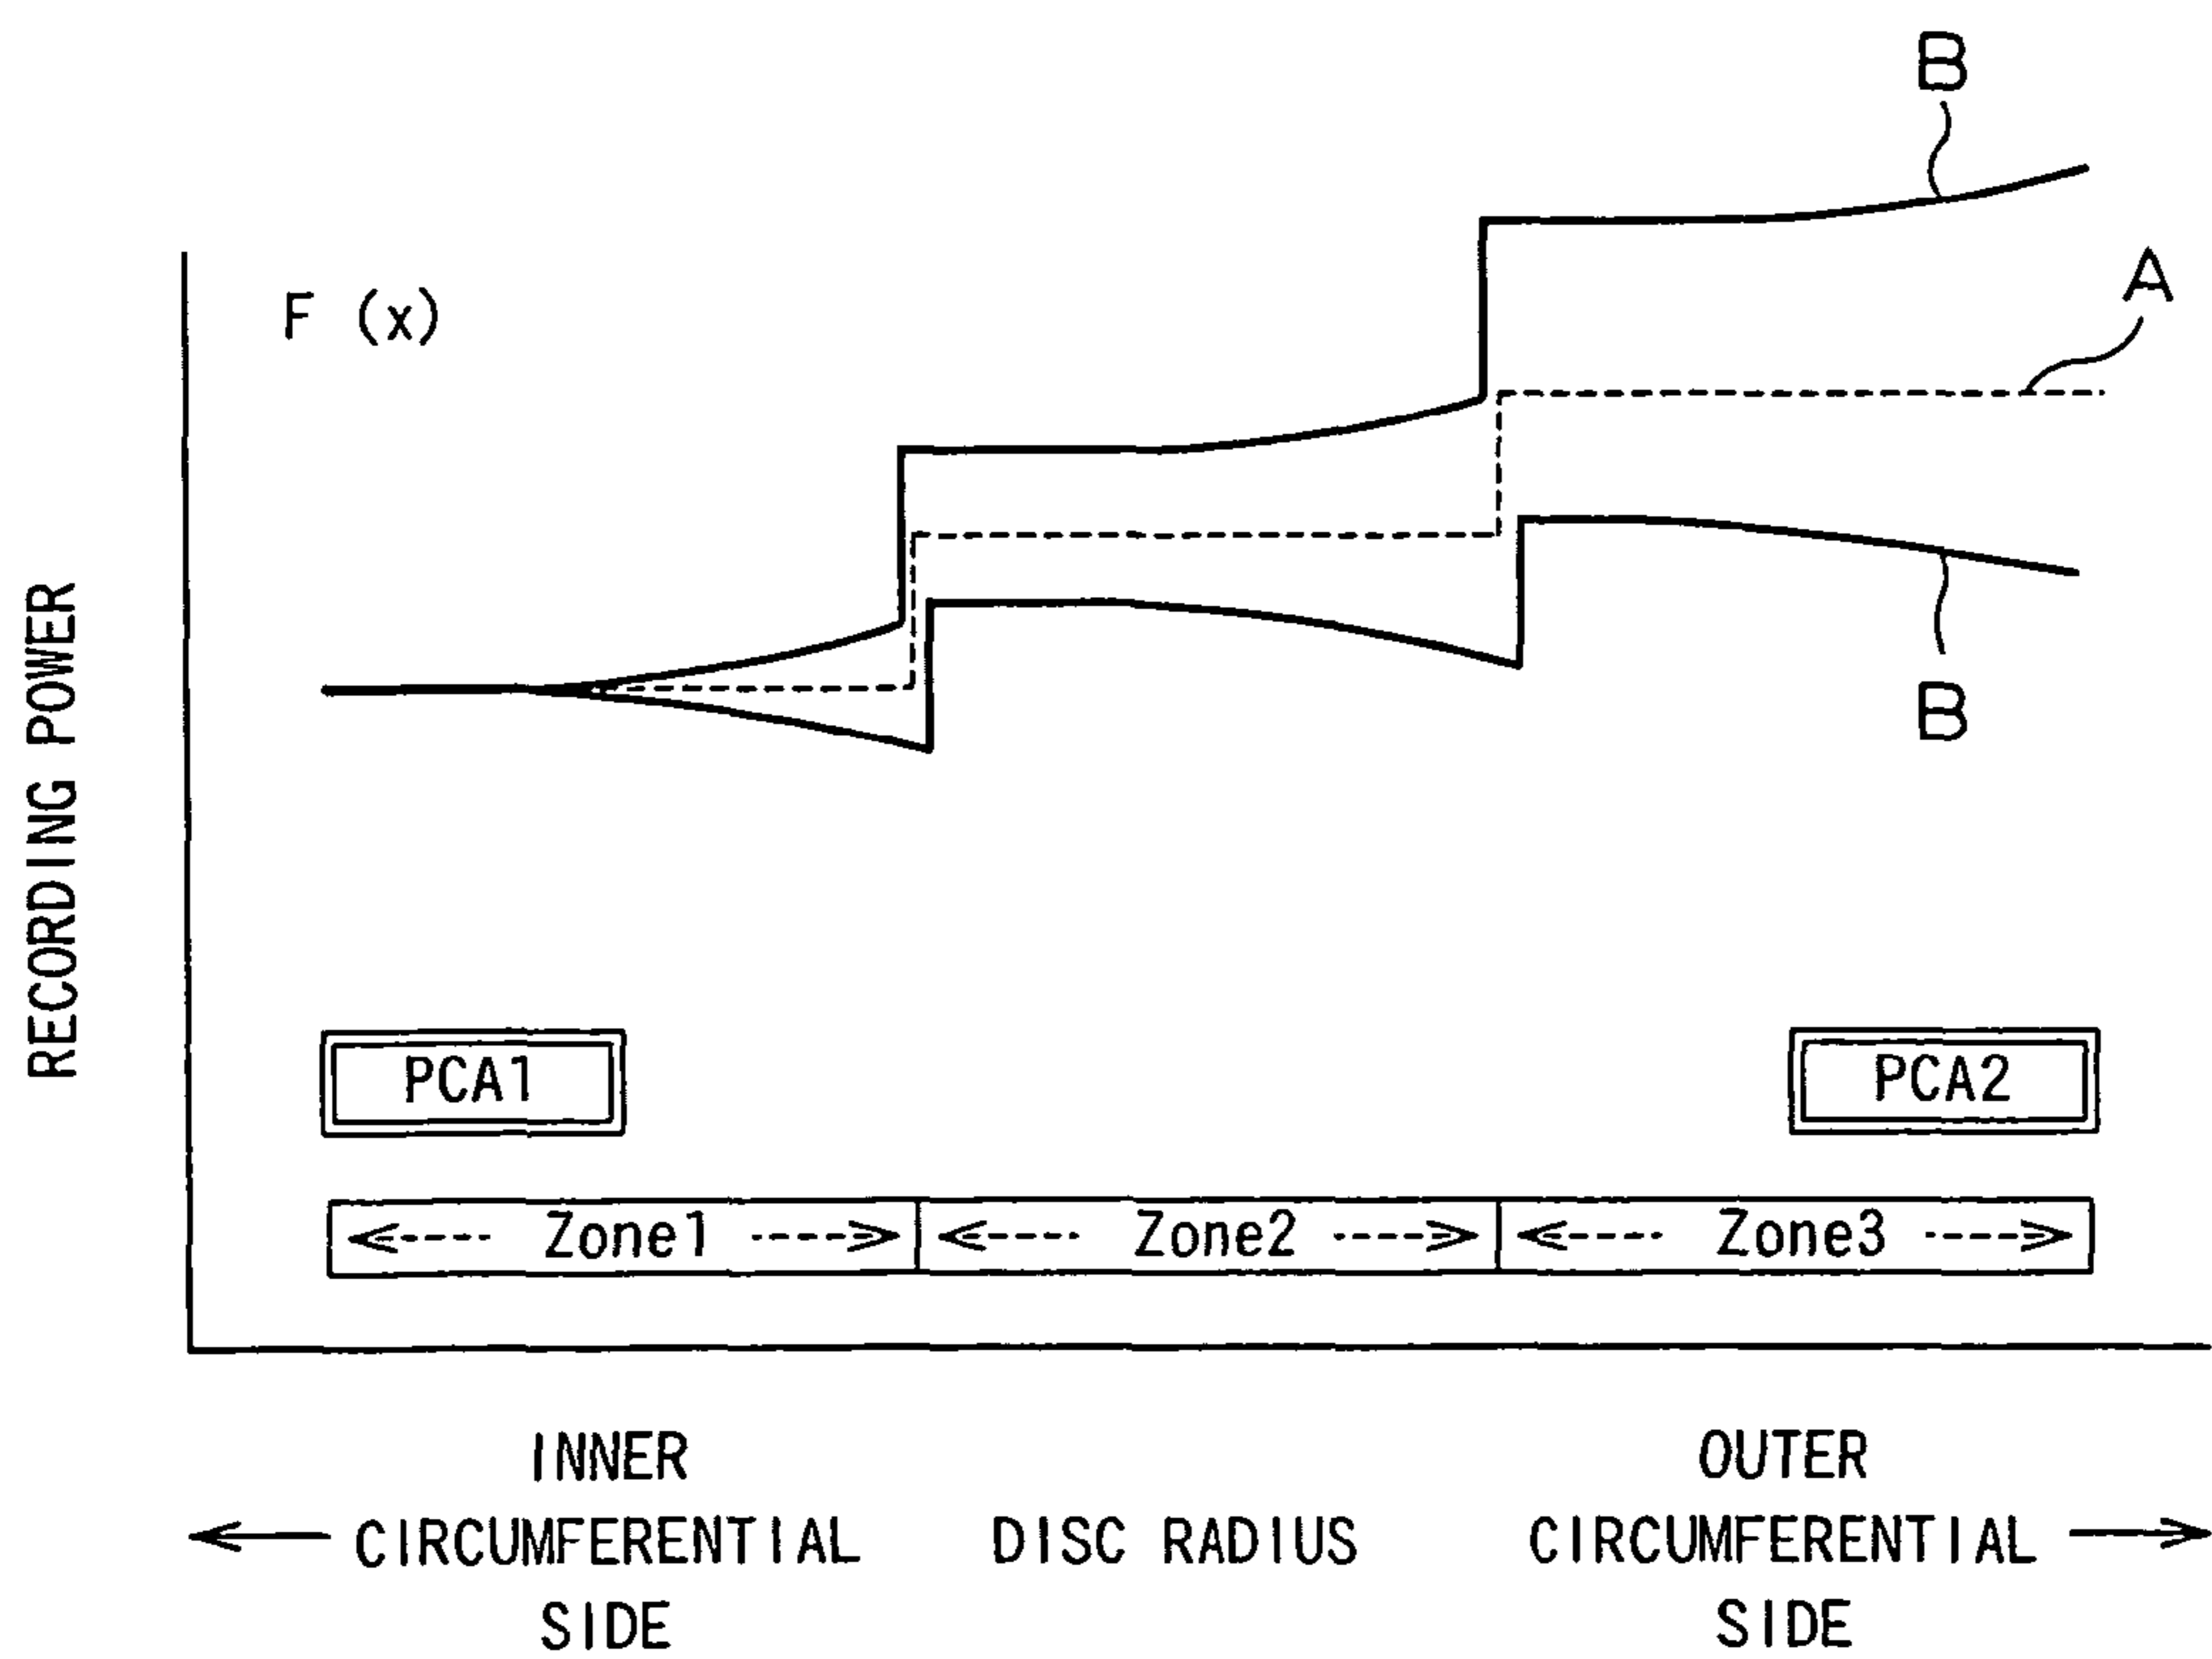 B
A
F (x)
B
RECORDING POWER
PCA1
PCA2
Zone1
Zone2
Zone3
INNER
CIRCUMFERENTIAL
SIDE
DISC RADIUS
OUTER
CIRCUMFERENTIAL
SIDE